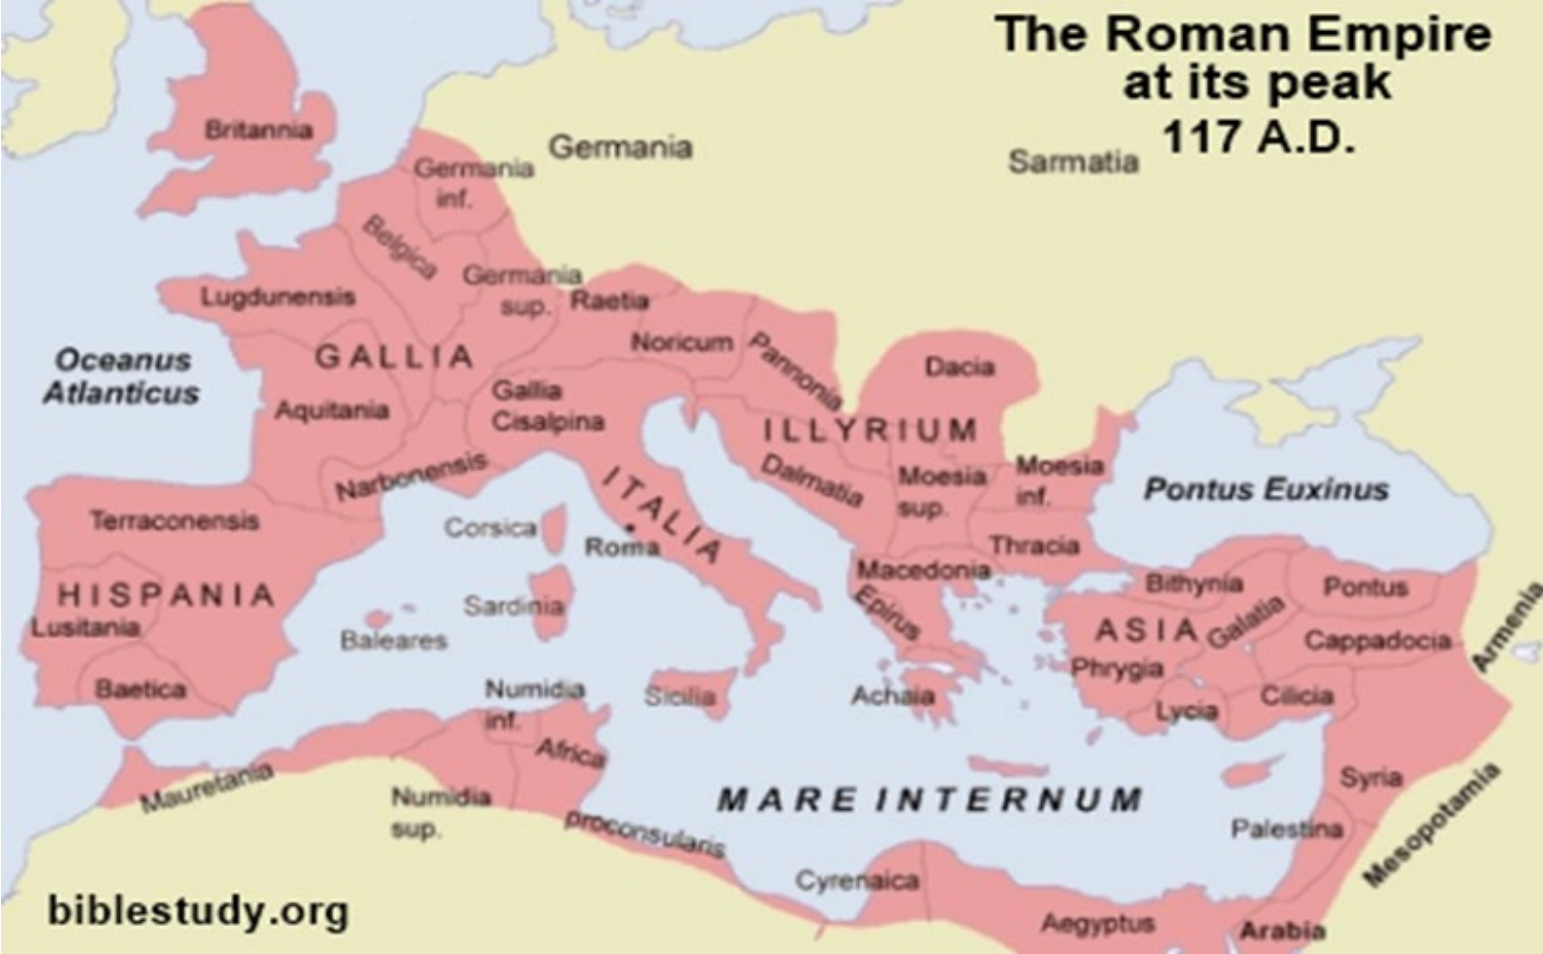 The Roman Empire
at its peak
117 A.D.
Britannia
Germania
Sarmatia
Germania
inf.
Belgica
Germania
sup.
Raetia
Lugdunensis
Noricum
Pannonia
Dacia
Oceanus
Atlanticus
GALLIA
Gallia
Cisalpina
Aquitania
ILLYRIUM
Narbonensis
Dalmatia
Moesia
sup.
Moesia
inf.
Pontus Euxinus
ITALIA
Terraconensis
Corsica
Roma
Thracia
Macedonia
Bithynia
Pontus
Armenia
HISPANIA
Lusitania
Sardinia
Baleares
Epirus
ASIA
Galatia
Cappadocia
Phrygia
Baetica
Numidia
inf.
Sicilia
Achaia
Lycia
Cilicia
Africa
Mauretania
Numidia
sup.
proconsularis
MARE INTERNUM
Syria
Palestina
Mesopotamia
Cyrenaica
Aegyptus
Arabia
biblestudy.org